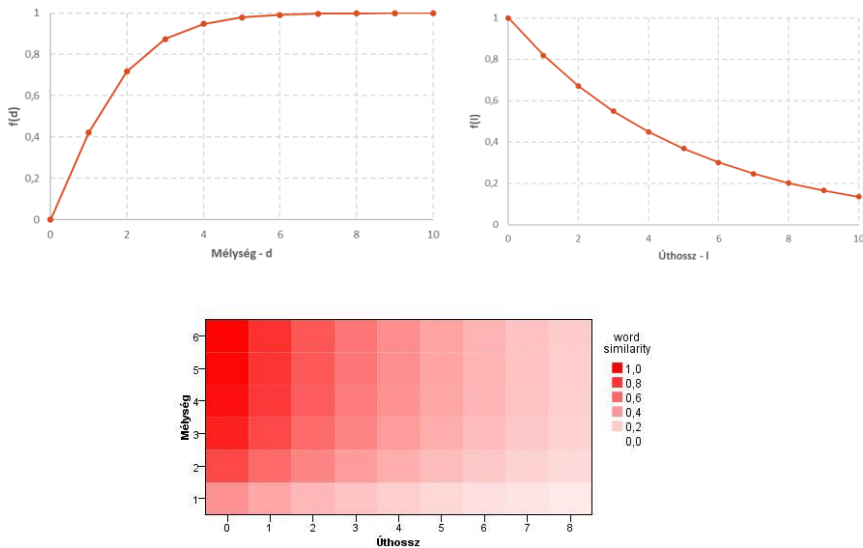 1
0,8
0,6
0,4
0,2
0
f(d)
0 2 4 6 8 10
Mélység - d
1
0,8
0,6
0,4
0,2
0
f(l)
0 2 4 6 8 10
Úthossz - l
6
5
4
3
2
1
Mélység
0 1 2 3 4 5 6 7 8
Úthossz
word
similarity
1,0
0,8
0,6
0,4
0,2
0,0